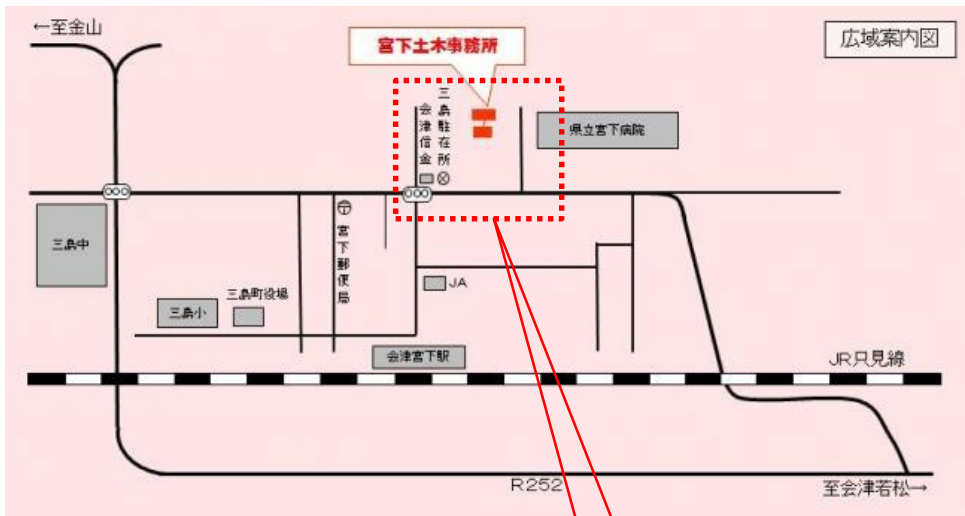 ←至金山
広域案内図
宮下土木事務所
三島駐在所
会津信金
県立宮下病院
三島中
宮下郵便局
三島町役場
三島小
JA
会津宮下駅
JR只見線
R252
至会津若松→